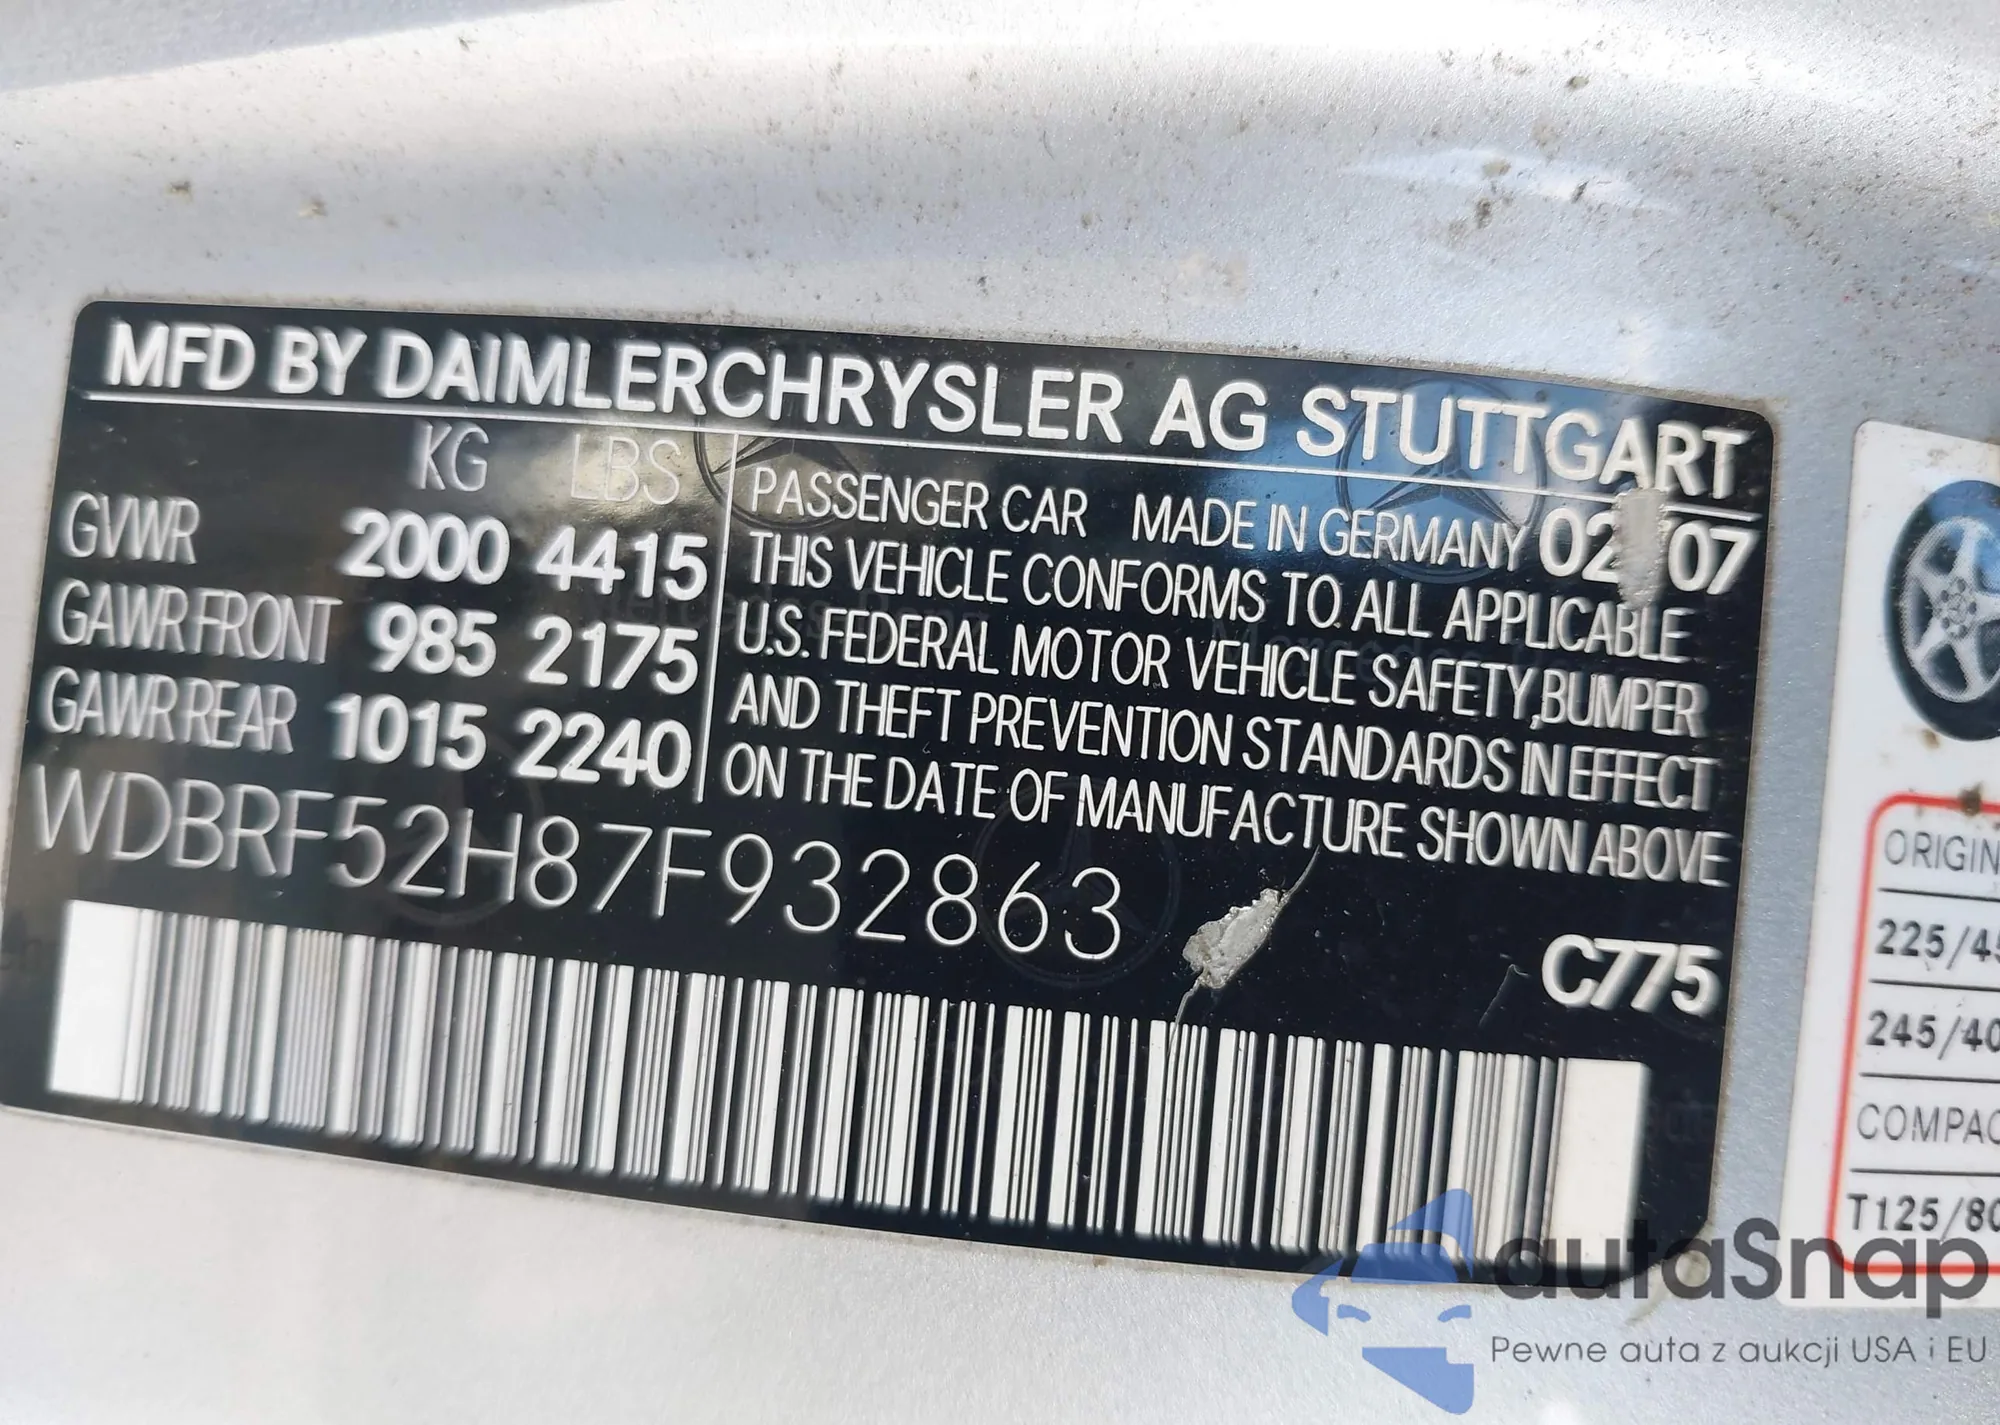 MFD BY DAIMLERCHRYSLER AG STUTTGART
KG LBS
GVWR 2000 4415
GAWR FRONT 985 2175
GAWR REAR 1015 2240
PASSENGER CAR MADE IN GERMANY 02/07
THIS VEHICLE CONFORMS TO ALL APPLICABLE
U.S. FEDERAL MOTOR VEHICLE SAFETY, BUMPER
AND THEFT PREVENTION STANDARDS IN EFFECT
ON THE DATE OF MANUFACTURE SHOWN ABOVE
WDBRF52H87F932863
C775
ORIGIN
225/45
245/40
COMPAC
T125/80
autaSnap
Pewne auta z aukcji USA i EU